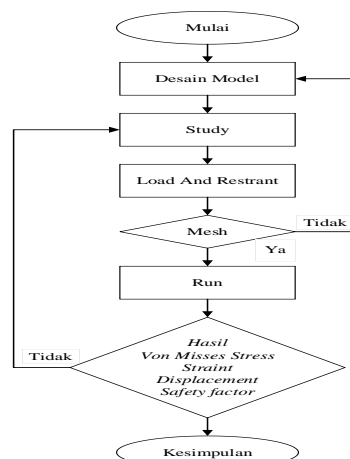 Mulai
Desain Model
Study
Load And Restrant
Mesh
Tidak
Ya
Run
Hasil
Von Misses Stress
Straint
Displacement
Safety factor
Tidak
Kesimpulan